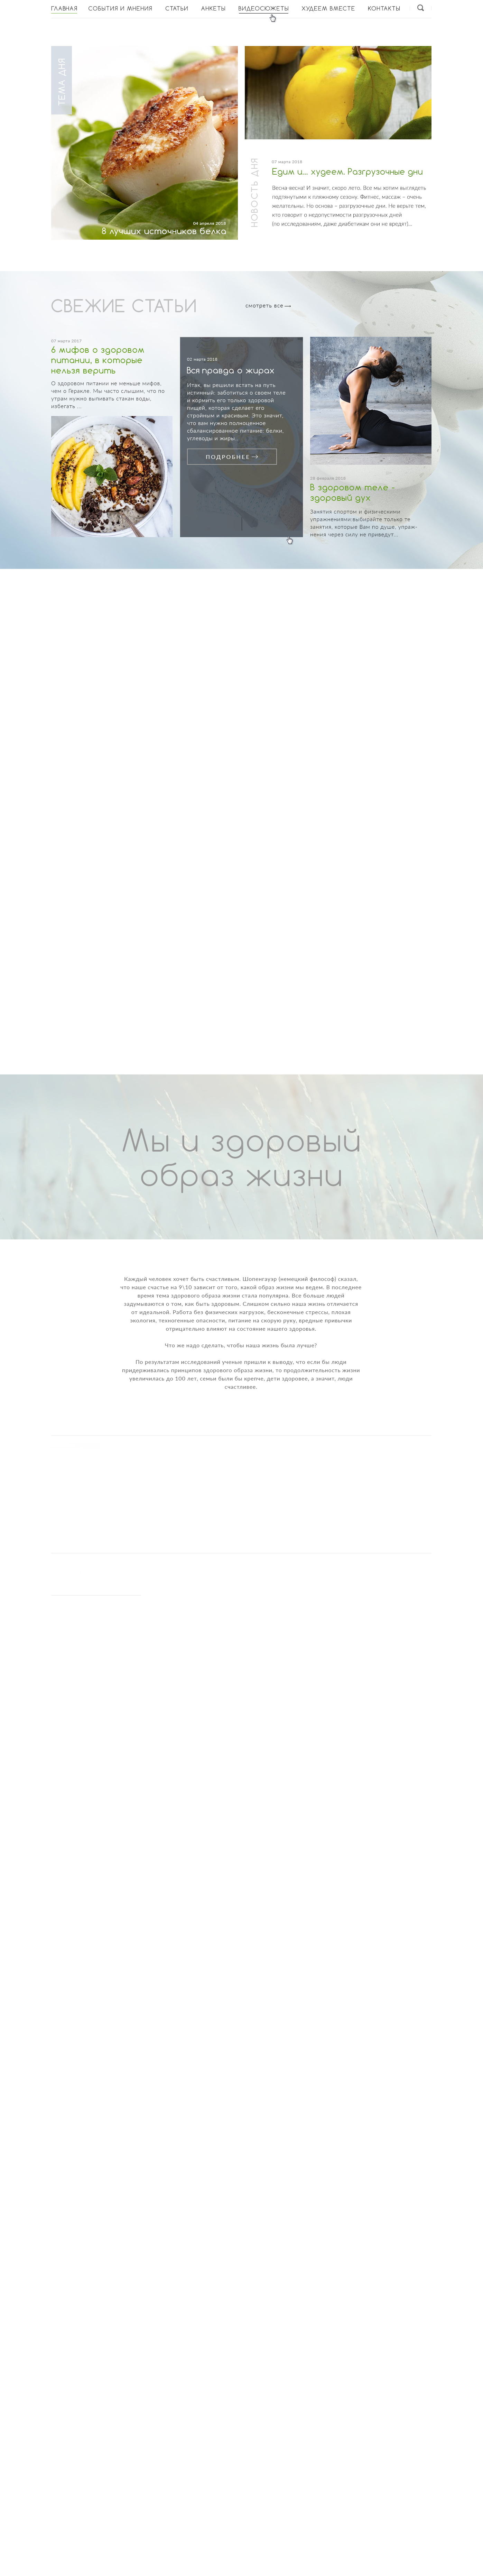 ГЛАВНАЯ СОБЫТИЯ И МНЕНИЯ СТАТЬИ АНКЕТЫ ВИДЕОСЮЖЕТЫ ХУДЕЕМ ВМЕСТЕ КОНТАКТЫ
ТЕМА ДНЯ
04 апреля 2018
8 лучших источников белка
НОВОСТЬ ДНЯ
07 марта 2018
Едим и... худеем. Разгрузочные дни
Весна-весна! И значит, скоро лето. Все мы хотим выглядеть
подтянутыми к пляжному сезону. Фитнес, массаж – очень
желательны. Но основа – разгрузочные дни. Не верьте тем,
кто говорит о недопустимости разгрузочных дней
(по исследованиям, даже диабетикам они не вредят)...
СВЕЖИЕ СТАТЬИ
смотреть все
07 марта 2017
6 мифов о здоровом
питании, в которые
нельзя верить
О здоровом питании не меньше мифов,
чем о Геракле. Мы часто слышим, что по
утрам нужно выпивать стакан воды,
избегать ...
02 марта 2018
Вся правда о жирах
Итак, вы решили встать на путь
истинный: заботиться о своем теле
и кормить его только здоровой
пищей, которая сделает его
стройным и красивым. Это значит,
что вам нужно полноценное
сбалансированное питание: белки,
углеводы и жиры...
ПОДРОБНЕЕ
28 февраля 2018
В здоровом теле -
здоровый дух
Занятия спортом и физическими
упражнениями выбирайте только те
занятия, которые Вам по душе, упраж-
нения через силу не приведут...
Мы и здоровый
образ жизни
Каждый человек хочет быть счастливым. Шопенгауэр (немецкий философ) сказал,
что наше счастье на 9\10 зависит от того, какой образ жизни мы ведем. В последнее
время тема здорового образа жизни стала популярна. Все больше людей
задумываются о том, как быть здоровым. Слишком сильно наша жизнь отличается
от идеальной. Работа без физических нагрузок, бесконечные стрессы, плохая
экология, техногенные опасности, питание на скорую руку, вредные привычки
отрицательно влияют на состояние нашего здоровья.
Что же надо сделать, чтобы наша жизнь была лучше?
По результатам исследований ученые пришли к выводу, что если бы люди
придерживались принципов здорового образа жизни, то продолжительность жизни
увеличилась до 100 лет, семьи были бы крепче, дети здоровее, а значит, люди
счастливее.